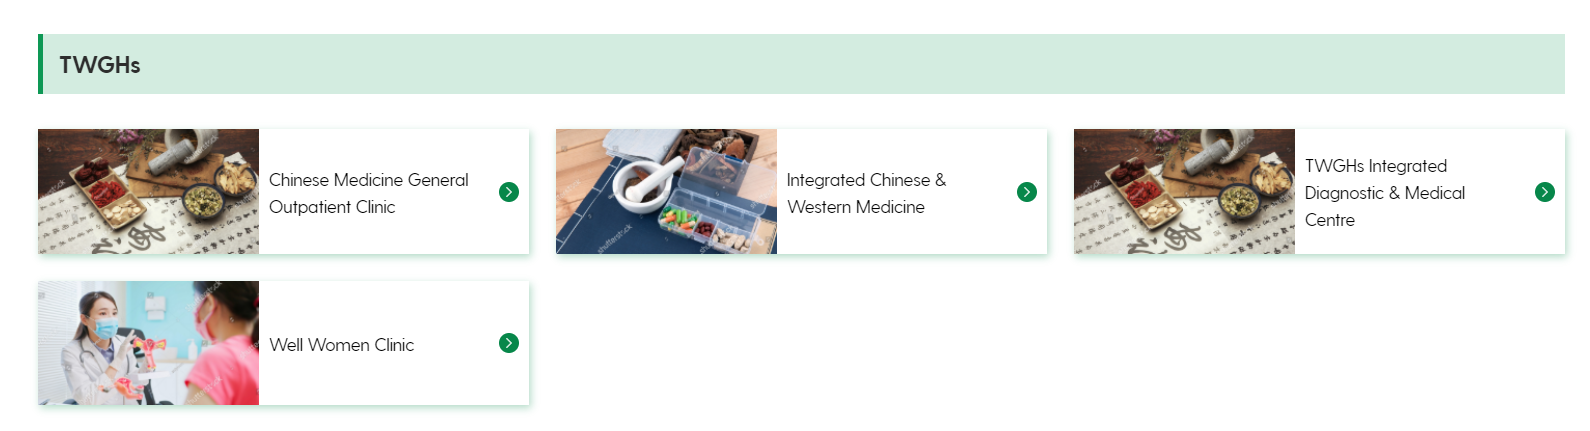 TWGHs
Chinese Medicine General
Outpatient Clinic
Integrated Chinese &
Western Medicine
TWGHs Integrated
Diagnostic & Medical
Centre
Well Women Clinic